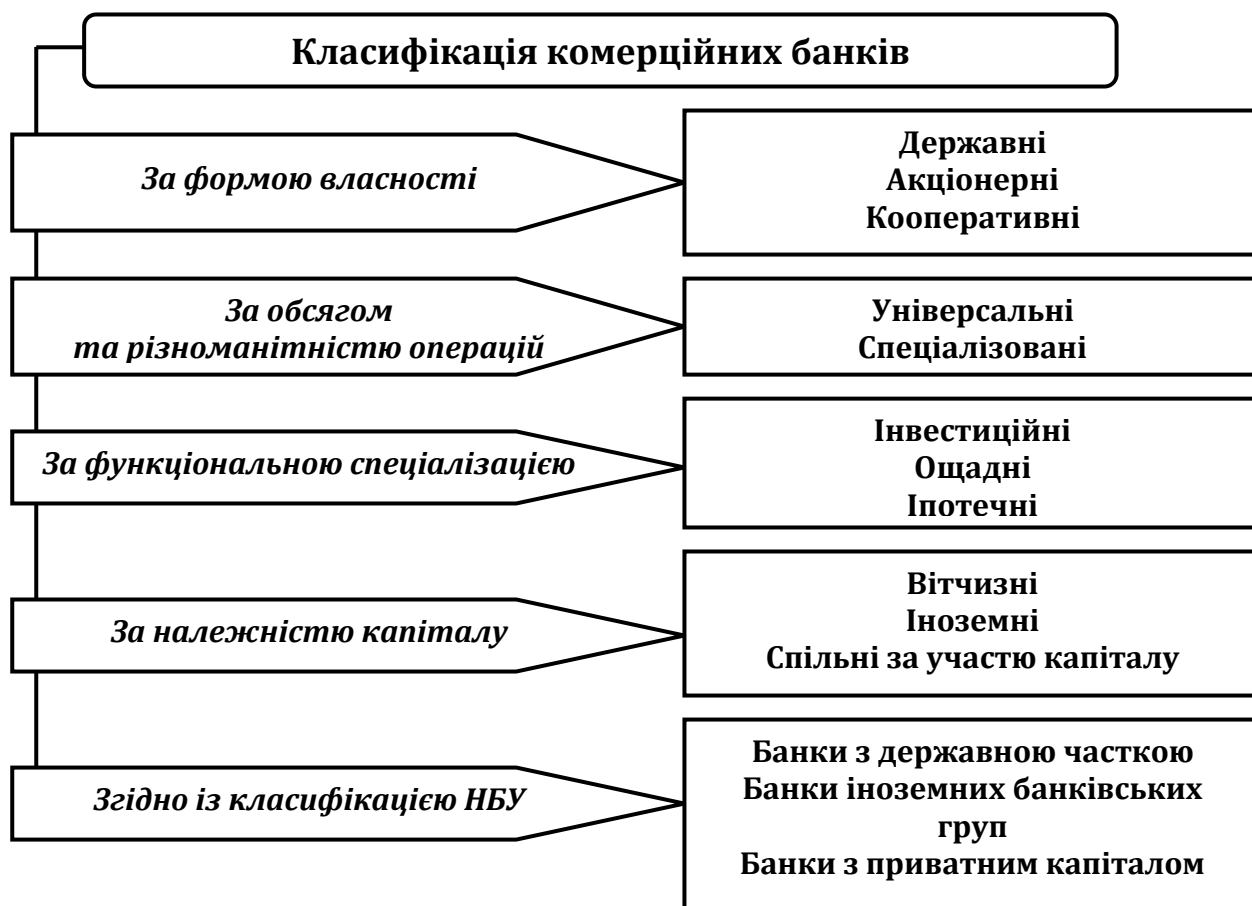 Класифікація комерційних банків
За формою власності
Державні
Акціонерні
Кооперативні
За обсягом
та різноманітністю операцій
Універсальні
Спеціалізовані
За функціональною спеціалізацією
Інвестиційні
Ощадні
Іпотечні
За належністю капіталу
Вітчизні
Іноземні
Спільні за участю капіталу
Згідно із класифікацією НБУ
Банки з державною часткою
Банки іноземних банківських
груп
Банки з приватним капіталом